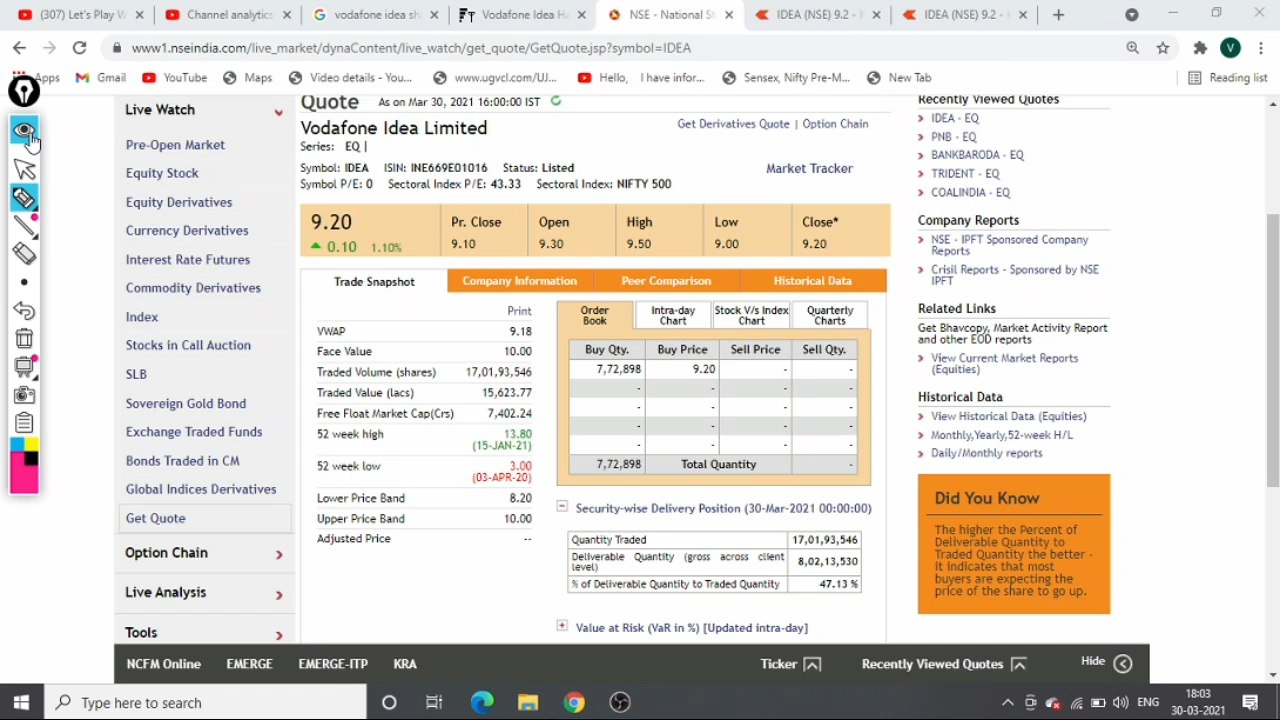 (307) Let's Play W
Channel analytics
vodafone idea sh
Vodafone Idea Ha
NSE - National St
IDEA (NSE) 9.2 -
IDEA (NSE) 9.2 -
www1.nseindia.com/live_market/dynaContent/live_watch/get_quote/GetQuote.jsp?symbol=IDEA
V
Apps
Gmail
YouTube
Maps
Video details - You...
www.ugvcl.com/UJ...
Hello, I have infor...
Sensex, Nifty Pre-M...
New Tab
Reading list
Live Watch
Pre-Open Market
Equity Stock
Equity Derivatives
Currency Derivatives
Interest Rate Futures
Commodity Derivatives
Index
Stocks in Call Auction
SLB
Sovereign Gold Bond
Exchange Traded Funds
Bonds Traded in CM
Global Indices Derivatives
Get Quote
Option Chain
Live Analysis
Tools
Quote As on Mar 30, 2021 16:00:00 IST
Vodafone Idea Limited
Get Derivatives Quote | Option Chain
Series: EQ |
Symbol: IDEA ISIN: INE669E01016 Status: Listed
Market Tracker
Symbol P/E: 0 Sectoral Index P/E: 43.33 Sectoral Index: NIFTY 500
9.20 Pr. Close Open High Low Close*
0.10 1.10% 9.10 9.30 9.50 9.00 9.20
Trade Snapshot Company Information Peer Comparison Historical Data
Print
VWAP 9.18
Face Value 10.00
Traded Volume (shares) 17,01,93,546
Traded Value (lacs) 15,623.77
Free Float Market Cap(Crs) 7,402.24
52 week high 13.80
(15-JAN-21)
52 week low 3.00
(03-APR-20)
Lower Price Band 8.20
Upper Price Band 10.00
Adjusted Price --
Order Book
Intra-day Chart
Stock V/s Index Chart
Quarterly Charts
Buy Qty. Buy Price Sell Price Sell Qty.
7,72,898 9.20 - -
- - - -
- - - -
- - - -
- - - -
7,72,898 Total Quantity -
Security-wise Delivery Position (30-Mar-2021 00:00:00)
Quantity Traded 17,01,93,546
Deliverable Quantity (gross across client level) 8,02,13,530
% of Deliverable Quantity to Traded Quantity 47.13 %
Value at Risk (VaR in %) [Updated intra-day]
Recently Viewed Quotes
IDEA - EQ
PNB - EQ
BANKBARODA - EQ
TRIDENT - EQ
COALINDIA - EQ
Company Reports
NSE - IPFT Sponsored Company
Reports
Crisil Reports - Sponsored by NSE
IPFT
Related Links
Get Bhavcopy, Market Activity Report
and other EOD reports
View Current Market Reports
(Equities)
Historical Data
View Historical Data (Equities)
Monthly,Yearly,52-week H/L
Daily/Monthly reports
Did You Know
The higher the Percent of
Deliverable Quantity to
Traded Quantity the better -
it indicates that most
buyers are expecting the
price of the share to go up.
NCFM Online EMERGE EMERGE-ITP KRA Ticker Recently Viewed Quotes Hide
Type here to search
ENG
18:03
30-03-2021